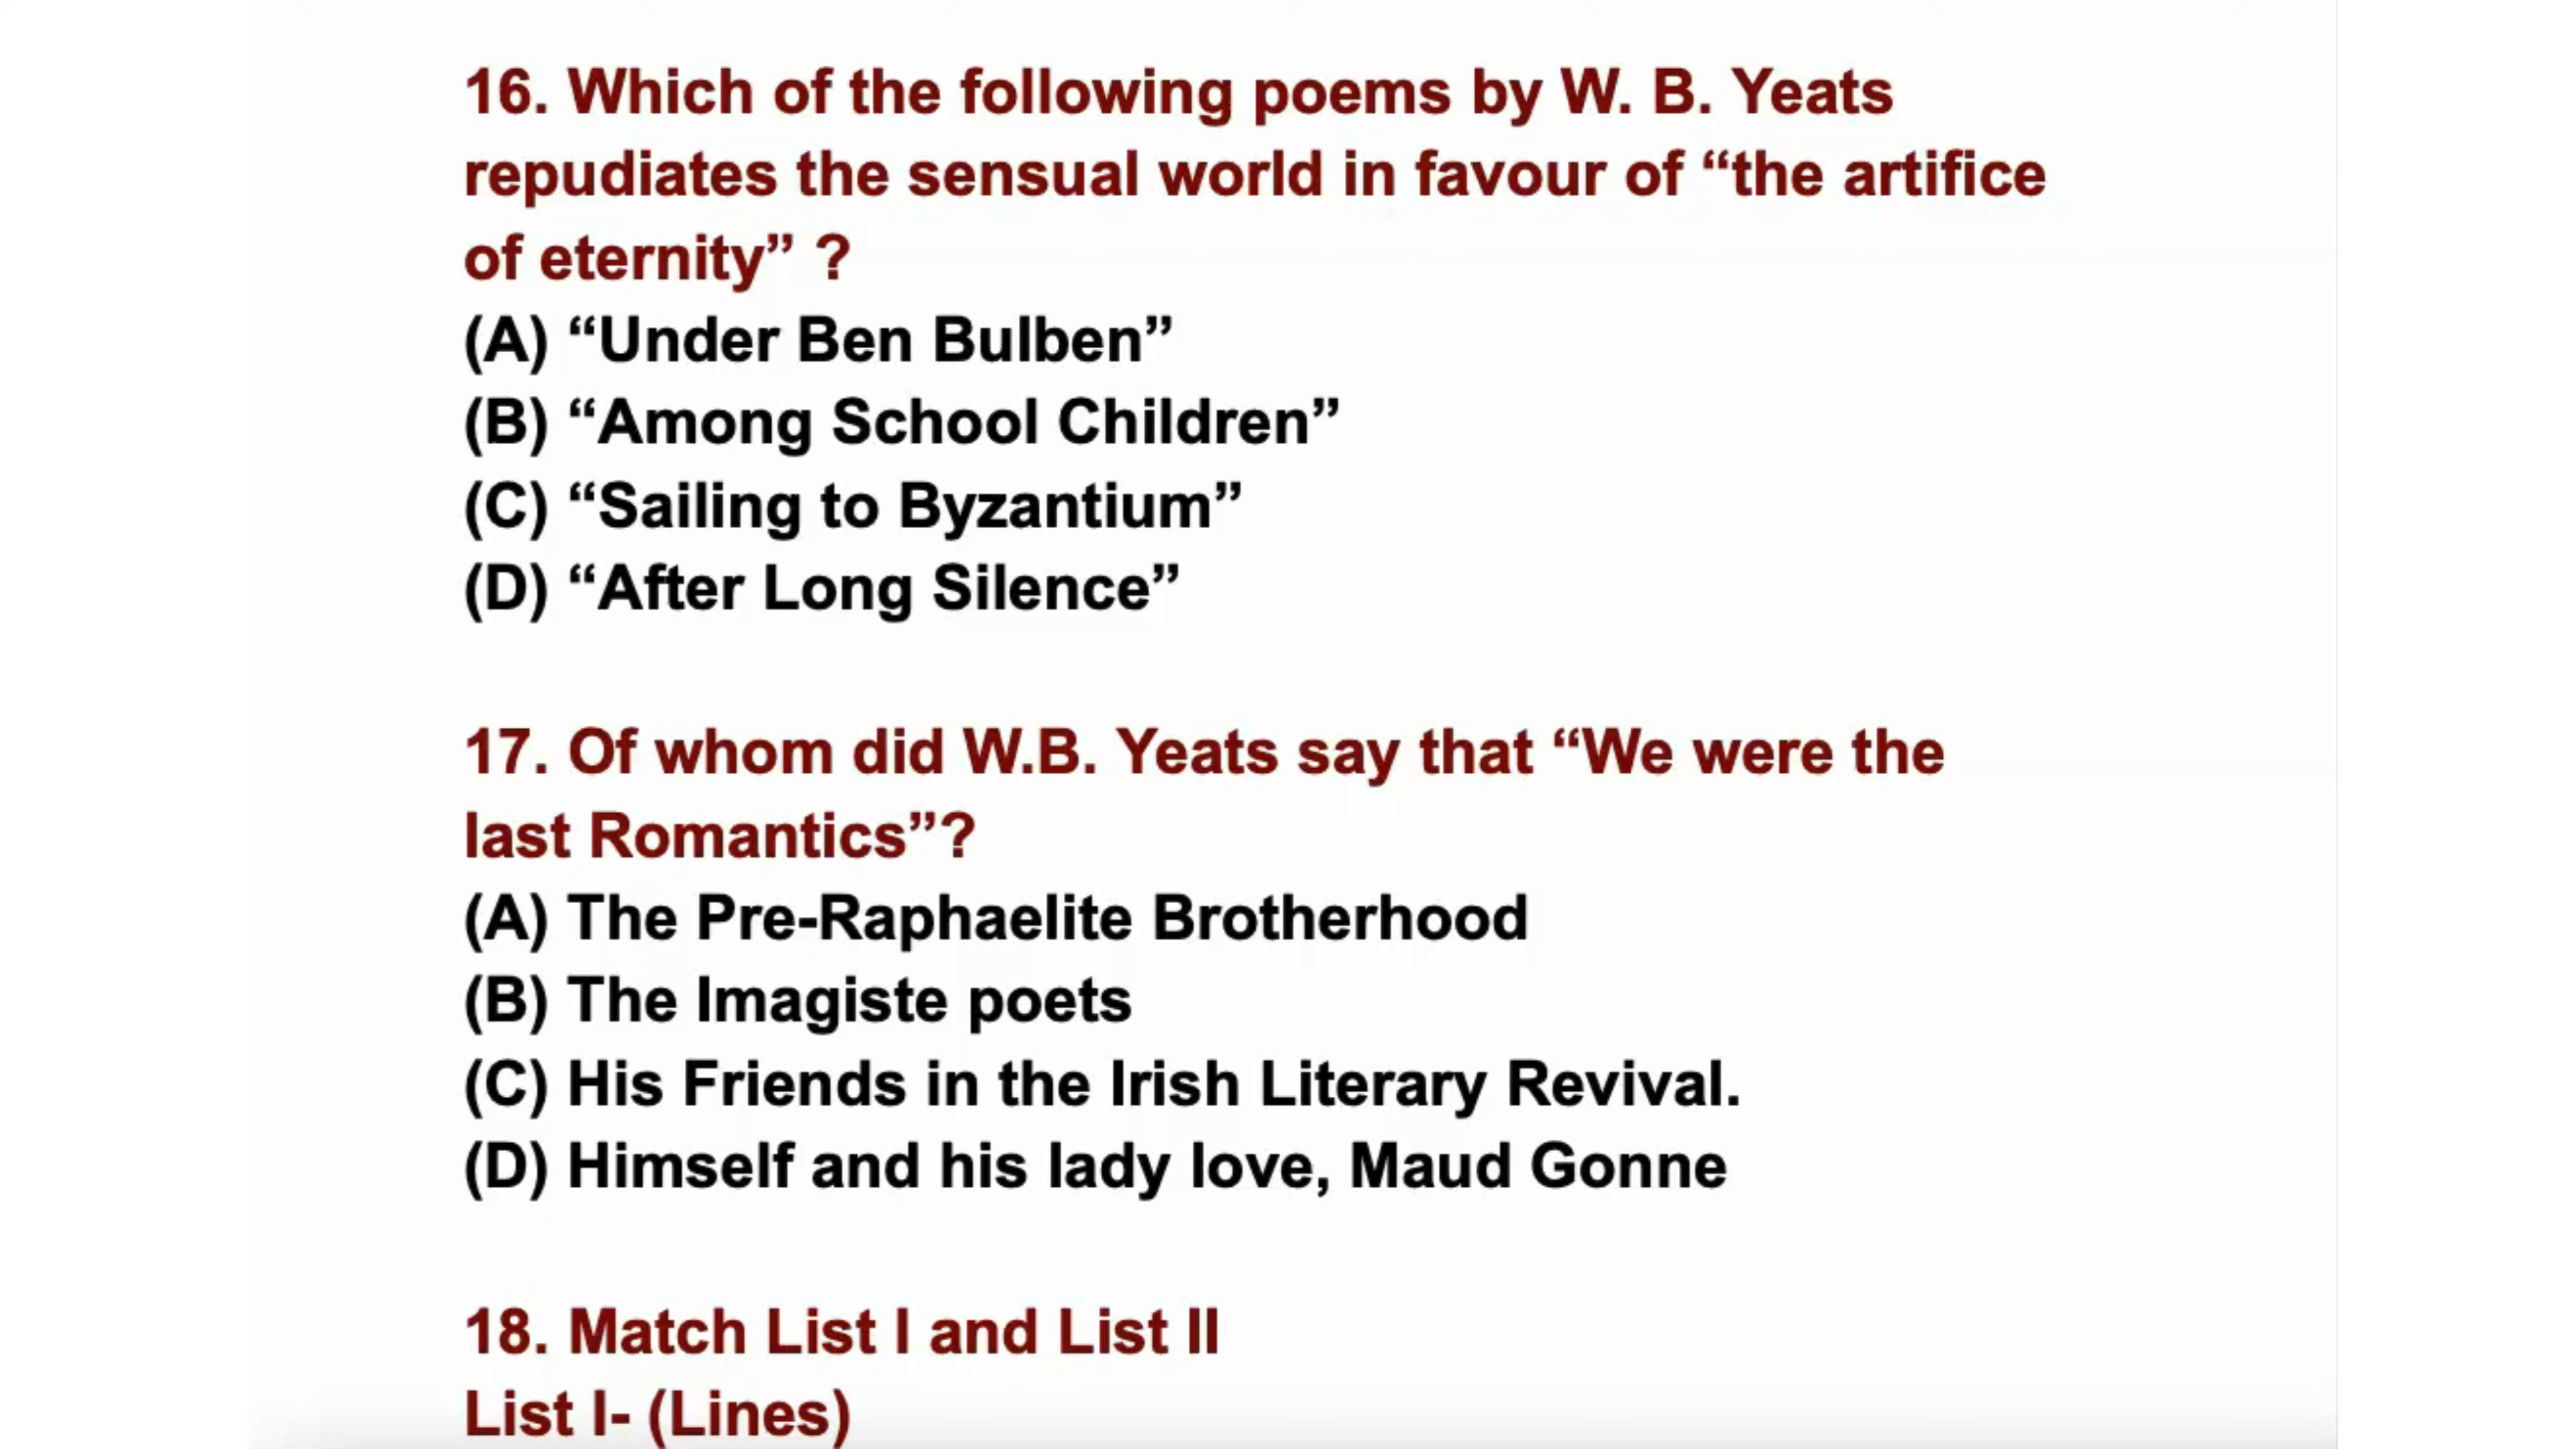 16. Which of the following poems by W. B. Yeats
repudiates the sensual world in favour of “the artifice
of eternity” ?
(A) “Under Ben Bulben”
(B) “Among School Children”
(C) “Sailing to Byzantium”
(D) “After Long Silence”
17. Of whom did W.B. Yeats say that “We were the
last Romantics”?
(A) The Pre-Raphaelite Brotherhood
(B) The Imagiste poets
(C) His Friends in the Irish Literary Revival.
(D) Himself and his lady love, Maud Gonne
18. Match List I and List II
List I- (Lines)